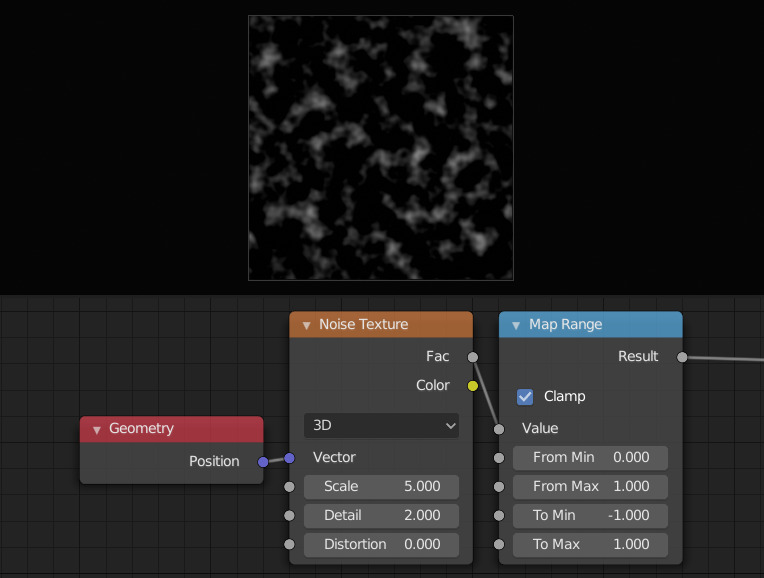 Noise Texture
Fac
Color
3D
Vector
Scale 5.000
Detail 2.000
Distortion 0.000
Map Range
Result
Clamp
Value
From Min 0.000
From Max 1.000
To Min -1.000
To Max 1.000
Geometry
Position